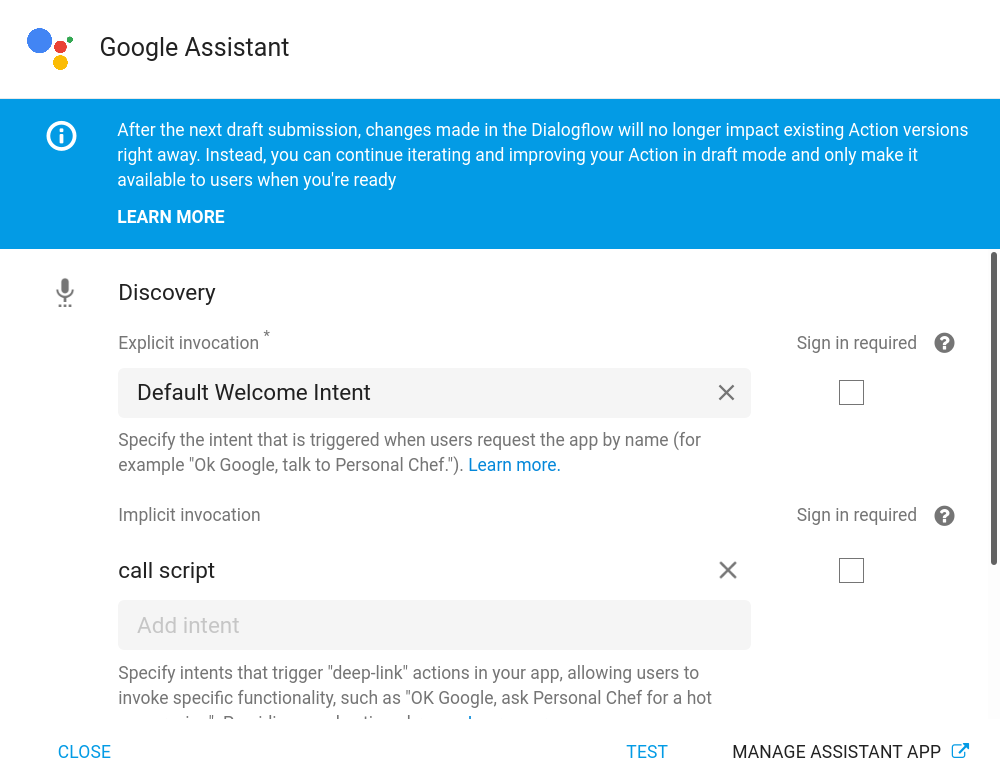 Google Assistant
After the next draft submission, changes made in the Dialogflow will no longer impact existing Action versions
right away. Instead, you can continue iterating and improving your Action in draft mode and only make it
available to users when you're ready
LEARN MORE
Discovery
Explicit invocation *
Sign in required
Default Welcome Intent
Specify the intent that is triggered when users request the app by name (for
example "Ok Google, talk to Personal Chef."). Learn more.
Implicit invocation
Sign in required
call script
Add intent
Specify intents that trigger "deep-link" actions in your app, allowing users to
invoke specific functionality, such as "OK Google, ask Personal Chef for a hot
CLOSE
TEST
MANAGE ASSISTANT APP